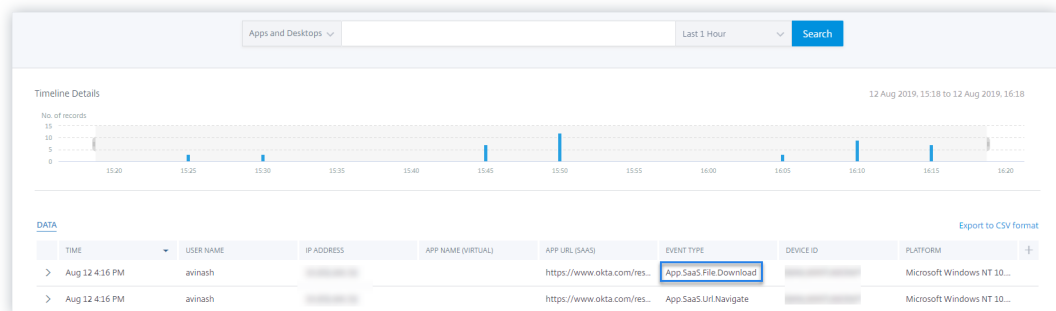 Apps and Desktops Last 1 Hour Search
Timeline Details 12 Aug 2019, 15:18 to 12 Aug 2019, 16:18
No. of records
15
10
5
0
15:20 15:25 15:30 15:35 15:40 15:45 15:50 15:55 16:00 16:05 16:10 16:15 16:20
DATA Export to CSV format
TIME USER NAME IP ADDRESS APP NAME (VIRTUAL) APP URL (SAAS) EVENT TYPE DEVICE ID PLATFORM +
Aug 12 4:16 PM avinash https://www.okta.com/res... App.SaaS.File.Download Microsoft Windows NT 10....
Aug 12 4:16 PM avinash https://www.okta.com/res... App.SaaS.Url.Navigate Microsoft Windows NT 10....